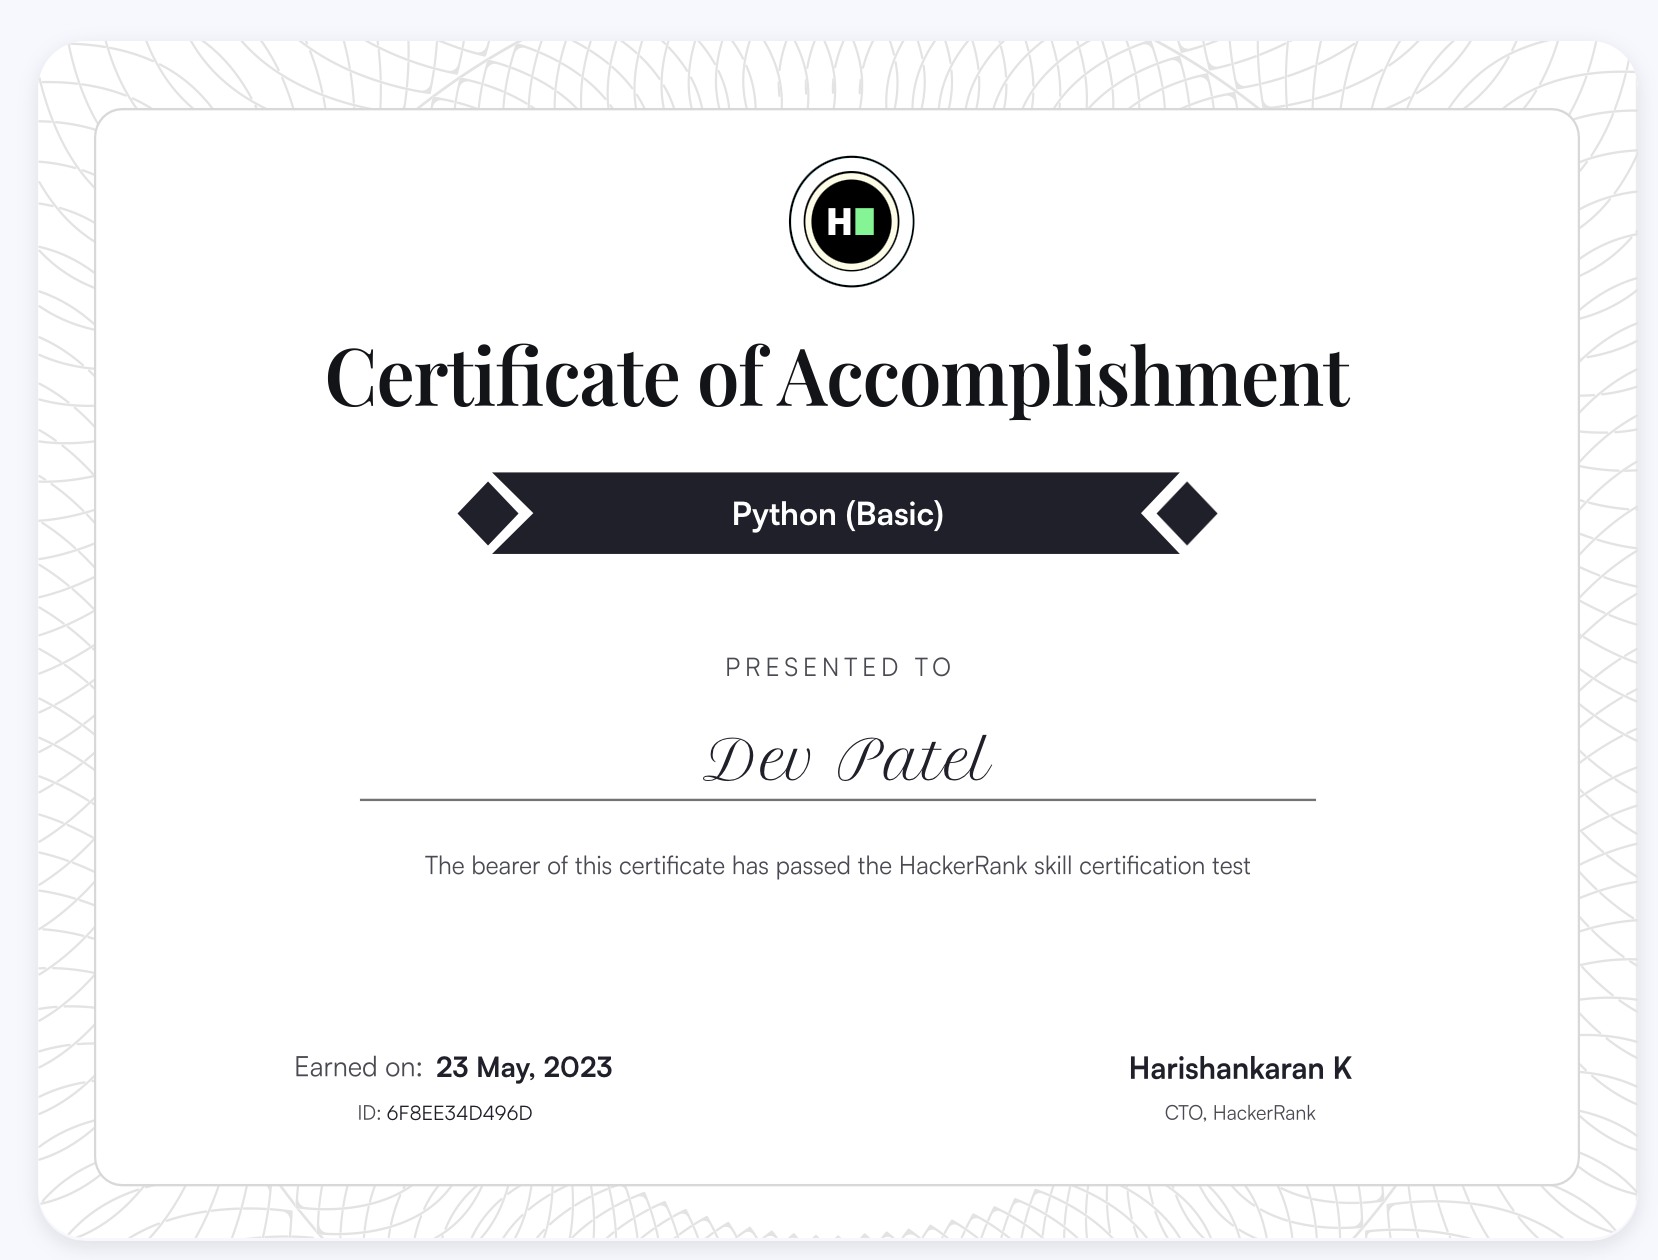 H
Certificate of Accomplishment
Python (Basic)
PRESENTED TO
Dev Patel
The bearer of this certificate has passed the HackerRank skill certification test
Earned on: 23 May, 2023
ID: 6F8EE34D496D
Harishankaran K
CTO, HackerRank